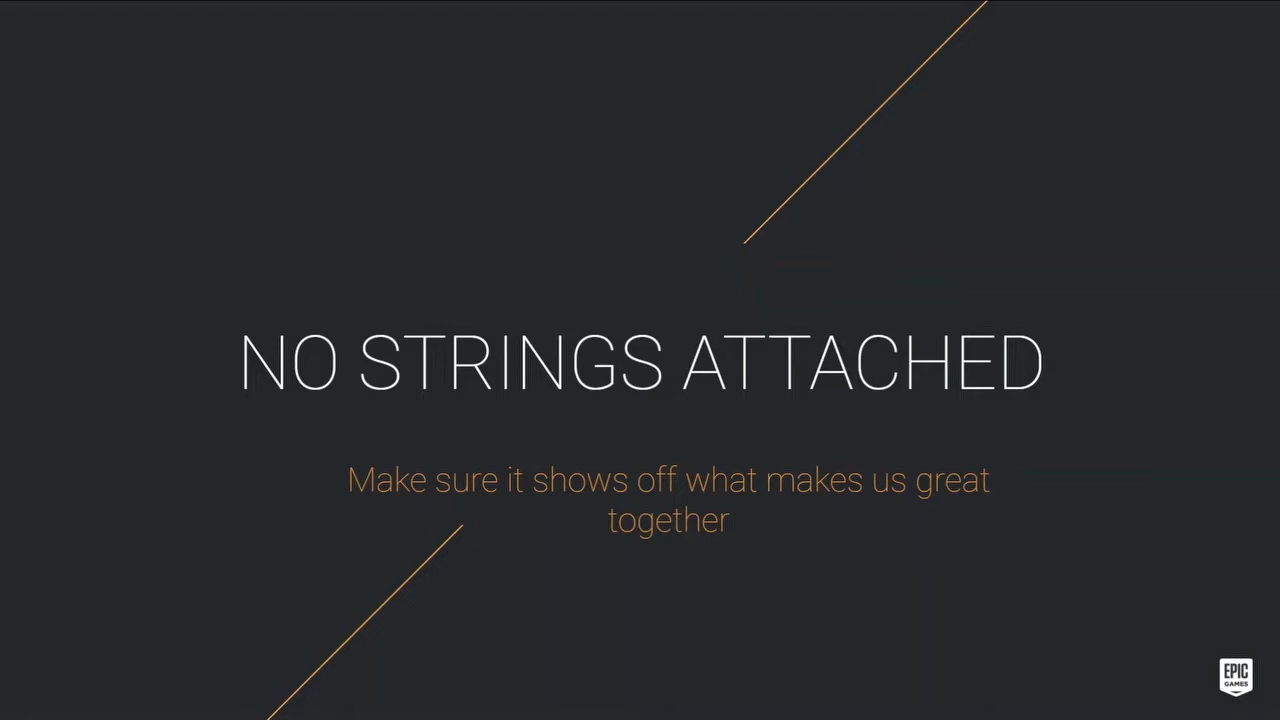 NO STRINGS ATTACHED
Make sure it shows off what makes us great
together
EPIC
GAMES